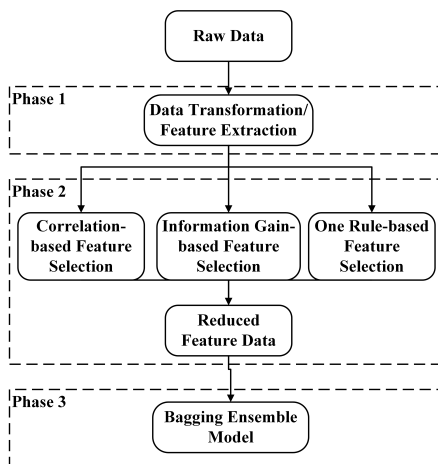 Raw Data
Phase 1
Data Transformation/
Feature Extraction
Phase 2
Correlation-
based Feature
Selection
Information Gain-
based Feature
Selection
One Rule-based
Feature
Selection
Reduced
Feature Data
Phase 3
Bagging Ensemble
Model